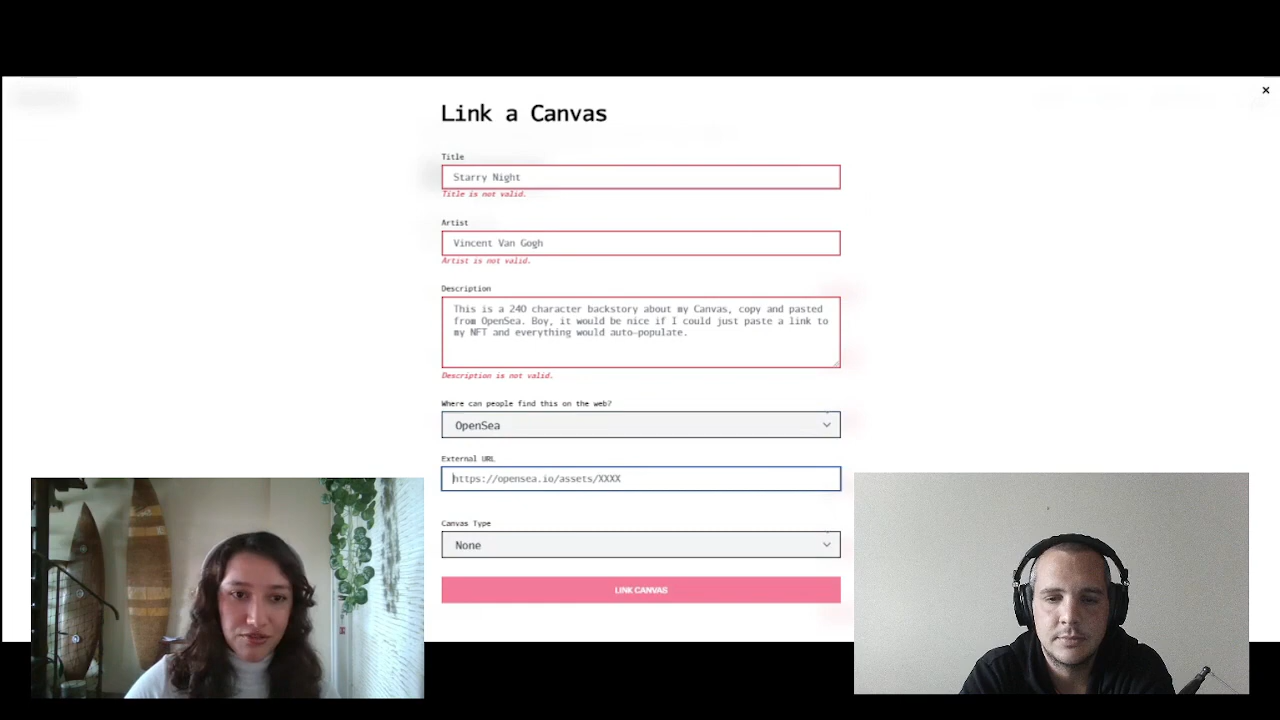 Link a Canvas
Title
Starry Night
Title is not valid.
Artist
Vincent Van Gogh
Artist is not valid.
Description
This is a 240 character backstory about my Canvas, copy and pasted
from OpenSea. Boy, it would be nice if I could just paste a link to
my NFT and everything would auto-populate.
Description is not valid.
Where can people find this on the web?
OpenSea
External URL
https://opensea.io/assets/XXXX
Canvas Type
None
LINK CANVAS